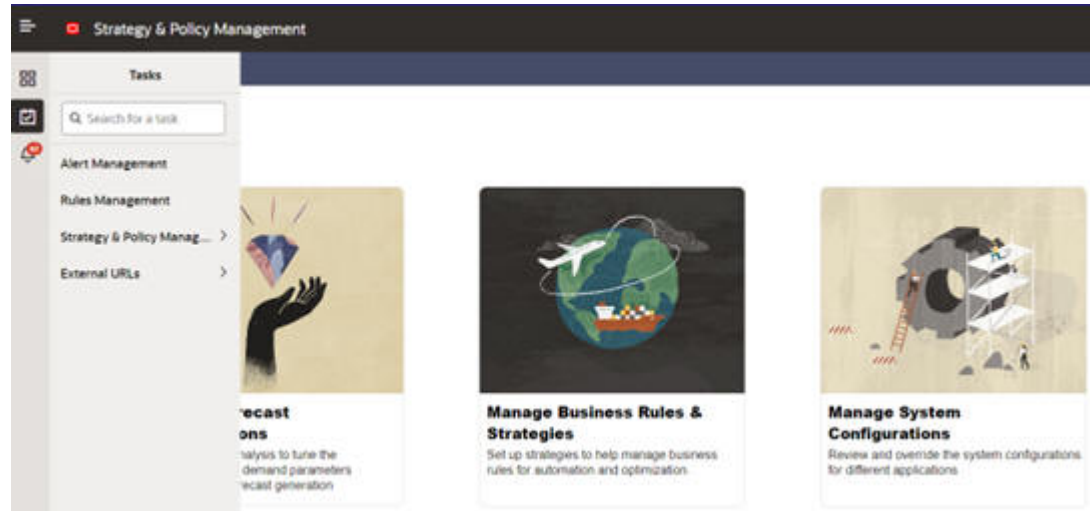 Strategy & Policy Management
Tasks
Search for a task
Alert Management
Rules Management
Strategy & Policy Manag...
External URLs
recast
ons
nalysis to tune the
demand parameters
recast generation
Manage Business Rules &
Strategies
Set up strategies to help manage business
rules for automation and optimization
Manage System
Configurations
Review and override the system configurations
for different applications